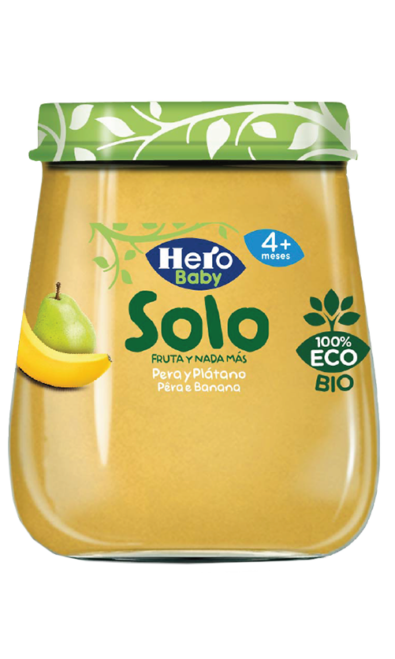 Hero
Baby
4+
meses
Solo
FRUTA Y NADA MÁS
Pera y Plátano
Pêra e Banana
100%
ECO
BIO